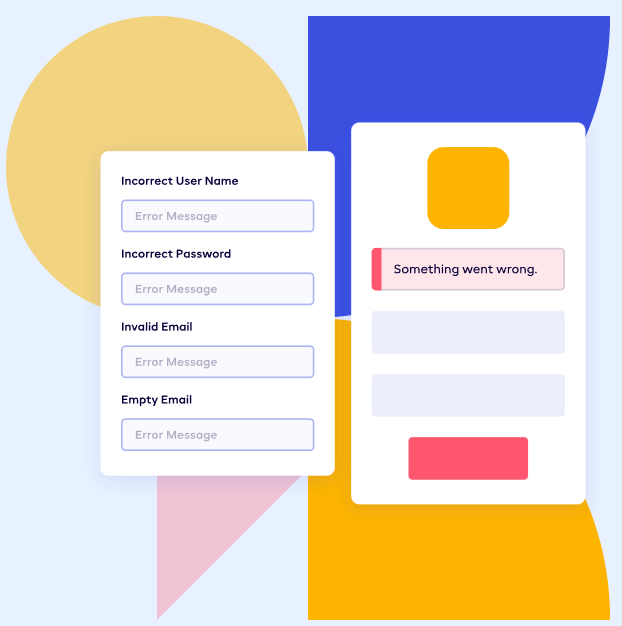 Incorrect User Name
Error Message
Incorrect Password
Error Message
Invalid Email
Error Message
Empty Email
Error Message
Something went wrong.